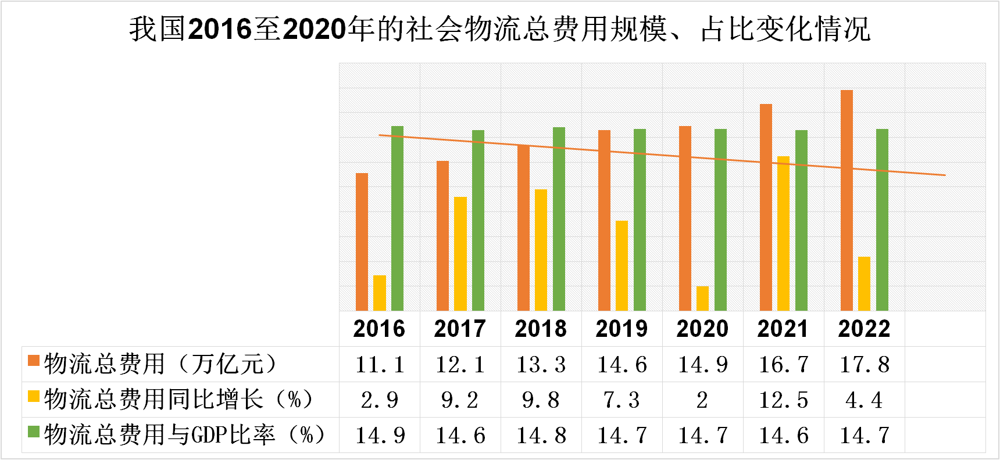 我国2016至2020年的社会物流总费用规模、占比变化情况
2016 2017 2018 2019 2020 2021 2022
物流总费用（万亿元） 11.1 12.1 13.3 14.6 14.9 16.7 17.8
物流总费用同比增长（%） 2.9 9.2 9.8 7.3 2 12.5 4.4
物流总费用与GDP比率（%） 14.9 14.6 14.8 14.7 14.7 14.6 14.7